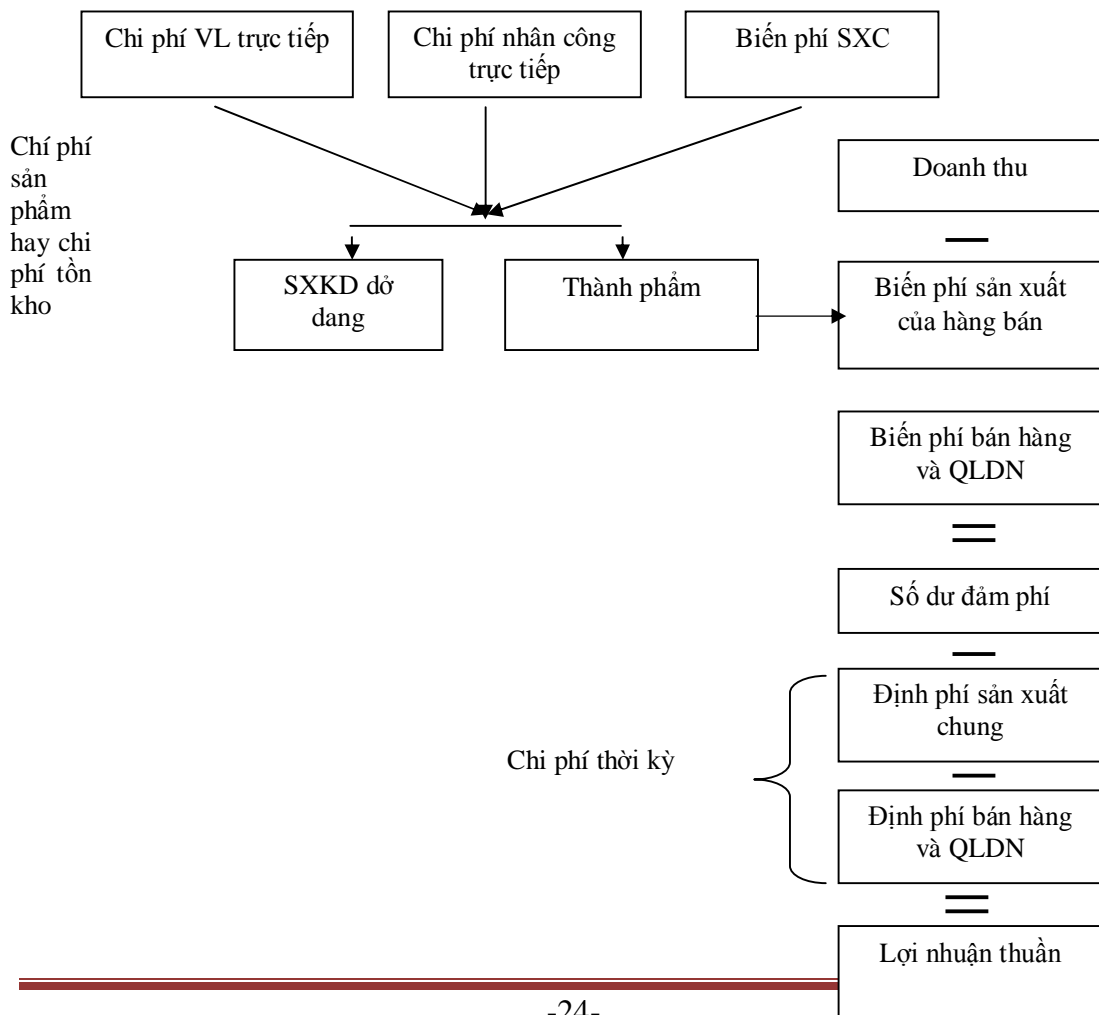 Chi phí VL trực tiếp
Chi phí nhân công
trực tiếp
Biến phí SXC
Chí phí
sản
phẩm
hay chi
phí tồn
kho
Doanh thu
SXKD dở
dang
Thành phẩm
Biến phí sản xuất
của hàng bán
Biến phí bán hàng
và QLDN
Số dư đảm phí
Định phí sản xuất
chung
Chi phí thời kỳ
Định phí bán hàng
và QLDN
Lợi nhuận thuần
-24-